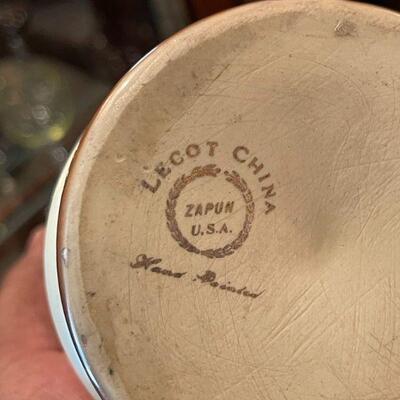 LECOT CHINA
ZAPUN
U.S.A.
Hand Painted